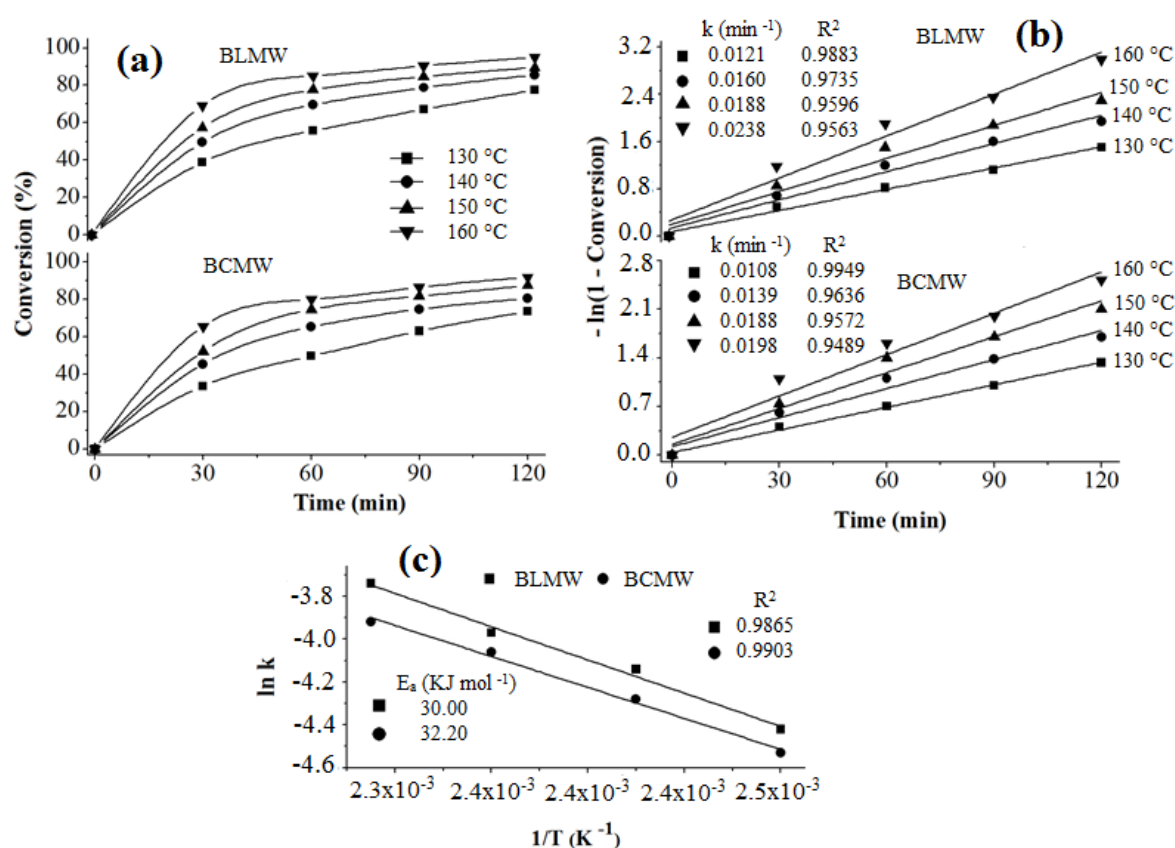 (a)
BLMW
100
80
60
40
20
0
130 °C
140 °C
150 °C
160 °C
BCMW
100
80
60
40
20
0
Conversion (%)
0 30 60 90 120
Time (min)
(b)
BLMW
k (min -1) R2
0.0121 0.9883
0.0160 0.9735
0.0188 0.9596
0.0238 0.9563
3.2
2.4
1.6
0.8
0.0
160 °C
150 °C
140 °C
130 °C
BCMW
k (min -1) R2
0.0108 0.9949
0.0139 0.9636
0.0188 0.9572
0.0198 0.9489
2.8
2.1
1.4
0.7
0.0
160 °C
150 °C
140 °C
130 °C
- ln(1 - Conversion)
0 30 60 90 120
Time (min)
(c)
BLMW BCMW
R2
0.9865
0.9903
Ea (KJ mol -1)
30.00
32.20
-3.8
-4.0
-4.2
-4.4
-4.6
ln k
2.3x10-3 2.4x10-3 2.4x10-3 2.4x10-3 2.5x10-3
1/T (K -1)